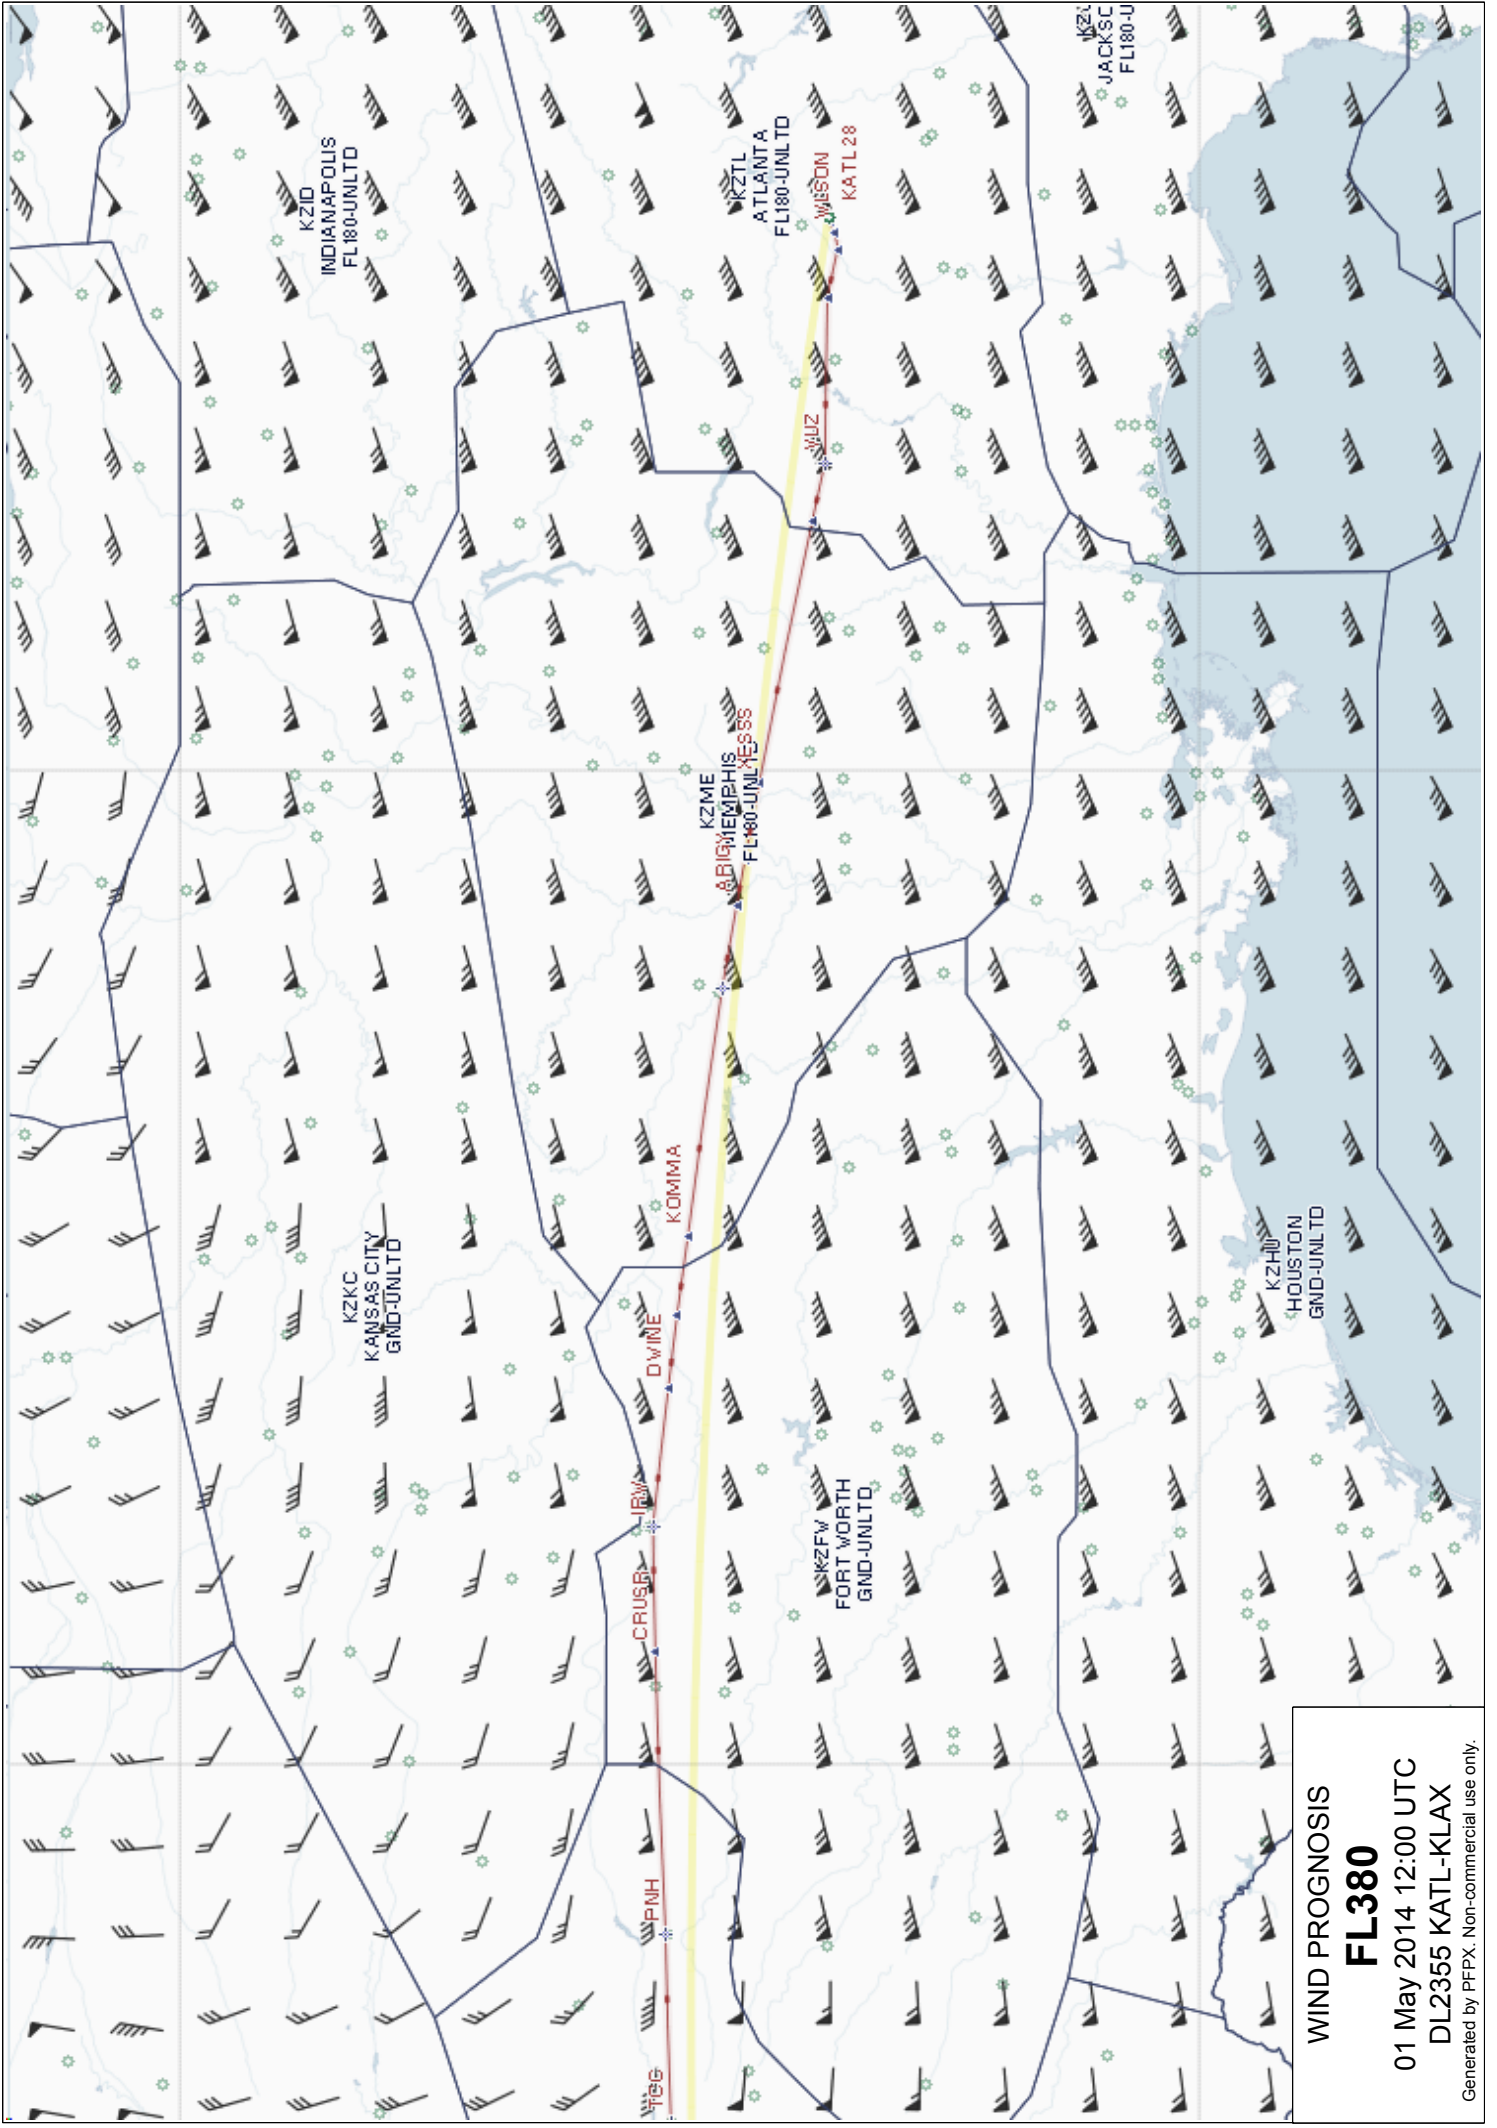 KZID
INDIANAPOLIS
FL180-UNLTD
KZTL
ATLANTA
FL180-UNLTD
JACKSC
FL180-U
WLSON
KATL28
VUZ
KZME
MEMPHIS
FL180-UNLTD
XESSS
ARIGY
KOMMA
KZKC
KANSAS CITY
GND-UNLTD
DWINE
IRW
CRUSR
KZFW
FORT WORTH
GND-UNLTD
KZHU
HOUSTON
GND-UNLTD
PNH
TCC
WIND PROGNOSIS
FL380
01 May 2014 12:00 UTC
DL2355 KATL-KLAX
Generated by PFPX. Non-commercial use only.